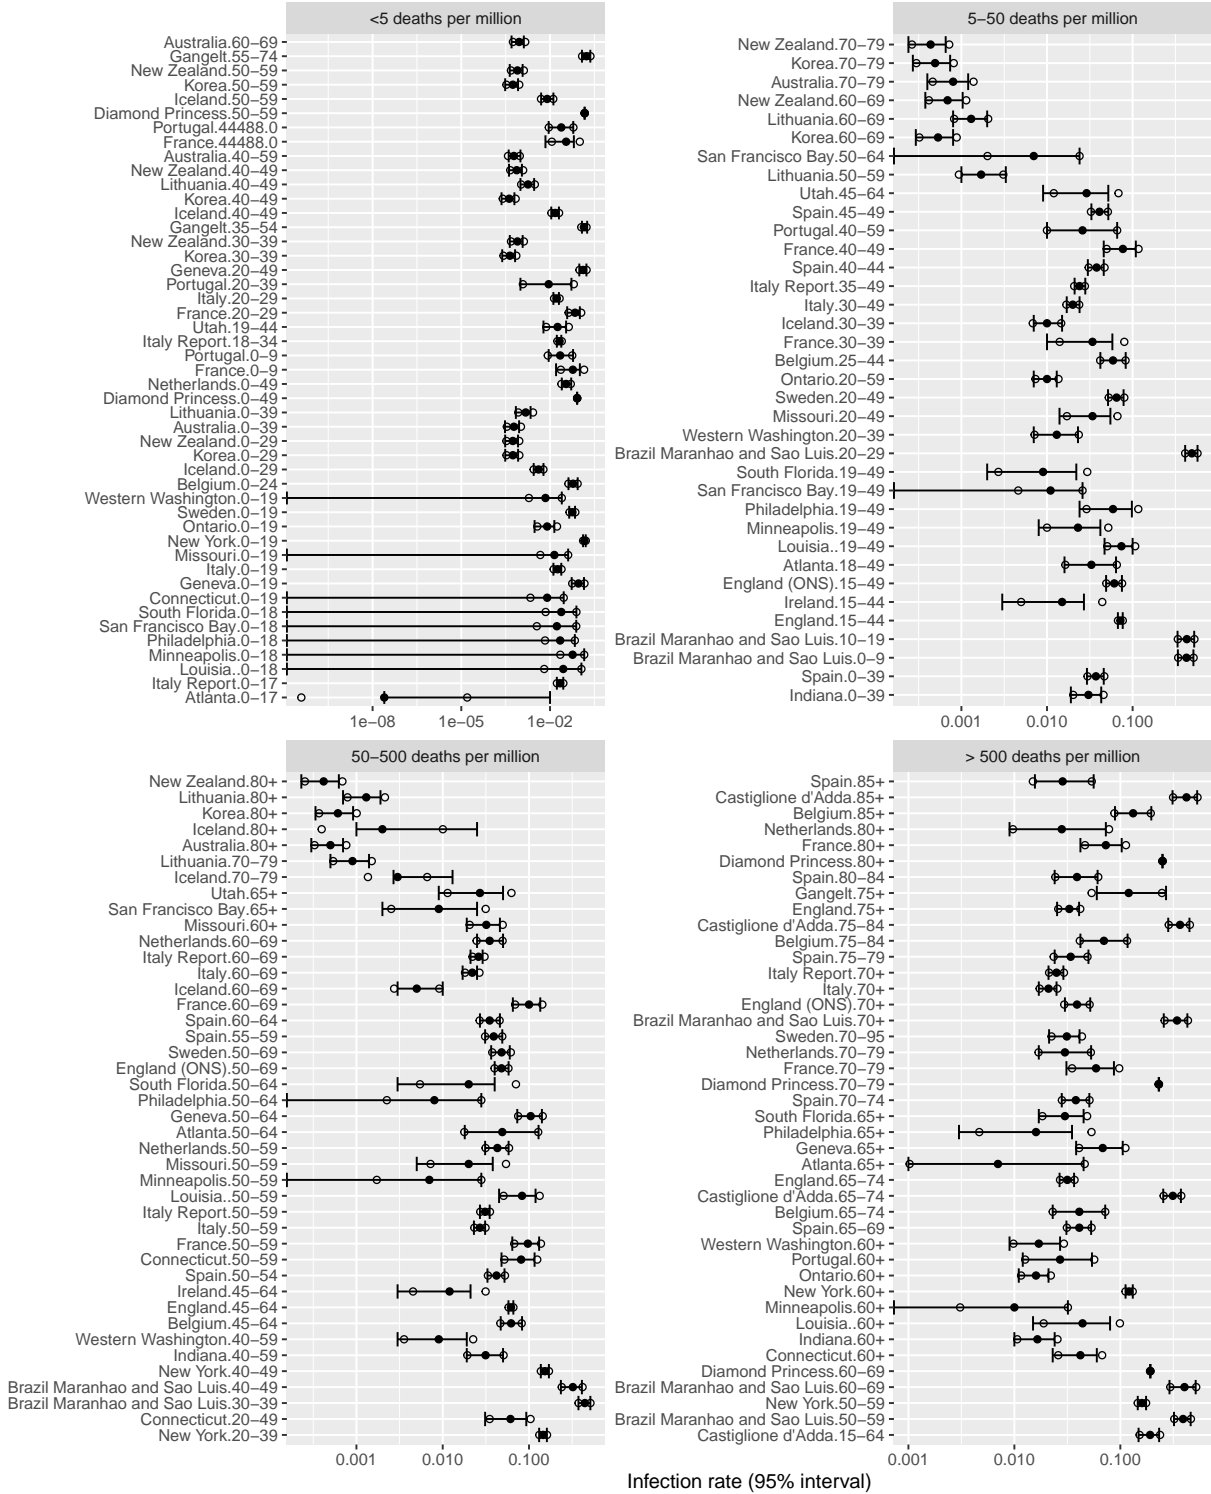 <5 deaths per million
Australia.60−69
Gangelt.55−74
New Zealand.50−59
Korea.50−59
Iceland.50−59
Diamond Princess.50−59
Portugal.44488.0
France.44488.0
Australia.40−59
New Zealand.40−49
Lithuania.40−49
Korea.40−49
Iceland.40−49
Gangelt.35−54
New Zealand.30−39
Korea.30−39
Geneva.20−49
Portugal.20−39
Italy.20−29
France.20−29
Utah.19−44
Italy Report.18−34
Portugal.0−9
France.0−9
Netherlands.0−49
Diamond Princess.0−49
Lithuania.0−39
Australia.0−39
New Zealand.0−29
Korea.0−29
Iceland.0−29
Belgium.0−24
Western Washington.0−19
Sweden.0−19
Ontario.0−19
New York.0−19
Missouri.0−19
Italy.0−19
Geneva.0−19
Connecticut.0−19
South Florida.0−18
San Francisco Bay.0−18
Philadelphia.0−18
Minneapolis.0−18
Louisia..0−18
Italy Report.0−17
Atlanta.0−17
1e−08 1e−05 1e−02
5−50 deaths per million
New Zealand.70−79
Korea.70−79
Australia.70−79
New Zealand.60−69
Lithuania.60−69
Korea.60−69
San Francisco Bay.50−64
Lithuania.50−59
Utah.45−64
Spain.45−49
Portugal.40−59
France.40−49
Spain.40−44
Italy Report.35−49
Italy.30−49
Iceland.30−39
France.30−39
Belgium.25−44
Ontario.20−59
Sweden.20−49
Missouri.20−49
Western Washington.20−39
Brazil Maranhao and Sao Luis.20−29
South Florida.19−49
San Francisco Bay.19−49
Philadelphia.19−49
Minneapolis.19−49
Louisia..19−49
Atlanta.18−49
England (ONS).15−49
Ireland.15−44
England.15−44
Brazil Maranhao and Sao Luis.10−19
Brazil Maranhao and Sao Luis.0−9
Spain.0−39
Indiana.0−39
0.001 0.010 0.100
50−500 deaths per million
New Zealand.80+
Lithuania.80+
Korea.80+
Iceland.80+
Australia.80+
Lithuania.70−79
Iceland.70−79
Utah.65+
San Francisco Bay.65+
Missouri.60+
Netherlands.60−69
Italy Report.60−69
Italy.60−69
Iceland.60−69
France.60−69
Spain.60−64
Spain.55−59
Sweden.50−69
England (ONS).50−69
South Florida.50−64
Philadelphia.50−64
Geneva.50−64
Atlanta.50−64
Netherlands.50−59
Missouri.50−59
Minneapolis.50−59
Louisia..50−59
Italy Report.50−59
Italy.50−59
France.50−59
Connecticut.50−59
Spain.50−54
Ireland.45−64
England.45−64
Belgium.45−64
Western Washington.40−59
Indiana.40−59
New York.40−49
Brazil Maranhao and Sao Luis.40−49
Brazil Maranhao and Sao Luis.30−39
Connecticut.20−49
New York.20−39
0.001 0.010 0.100
> 500 deaths per million
Spain.85+
Castiglione d'Adda.85+
Belgium.85+
Netherlands.80+
France.80+
Diamond Princess.80+
Spain.80−84
Gangelt.75+
England.75+
Castiglione d'Adda.75−84
Belgium.75−84
Spain.75−79
Italy Report.70+
Italy.70+
England (ONS).70+
Brazil Maranhao and Sao Luis.70+
Sweden.70−95
Netherlands.70−79
France.70−79
Diamond Princess.70−79
Spain.70−74
South Florida.65+
Philadelphia.65+
Geneva.65+
Atlanta.65+
England.65−74
Castiglione d'Adda.65−74
Belgium.65−74
Spain.65−69
Western Washington.60+
Portugal.60+
Ontario.60+
New York.60+
Minneapolis.60+
Louisia..60+
Indiana.60+
Connecticut.60+
Diamond Princess.60−69
Brazil Maranhao and Sao Luis.60−69
New York.50−59
Brazil Maranhao and Sao Luis.50−59
Castiglione d'Adda.15−64
0.001 0.010 0.100
Infection rate (95% interval)